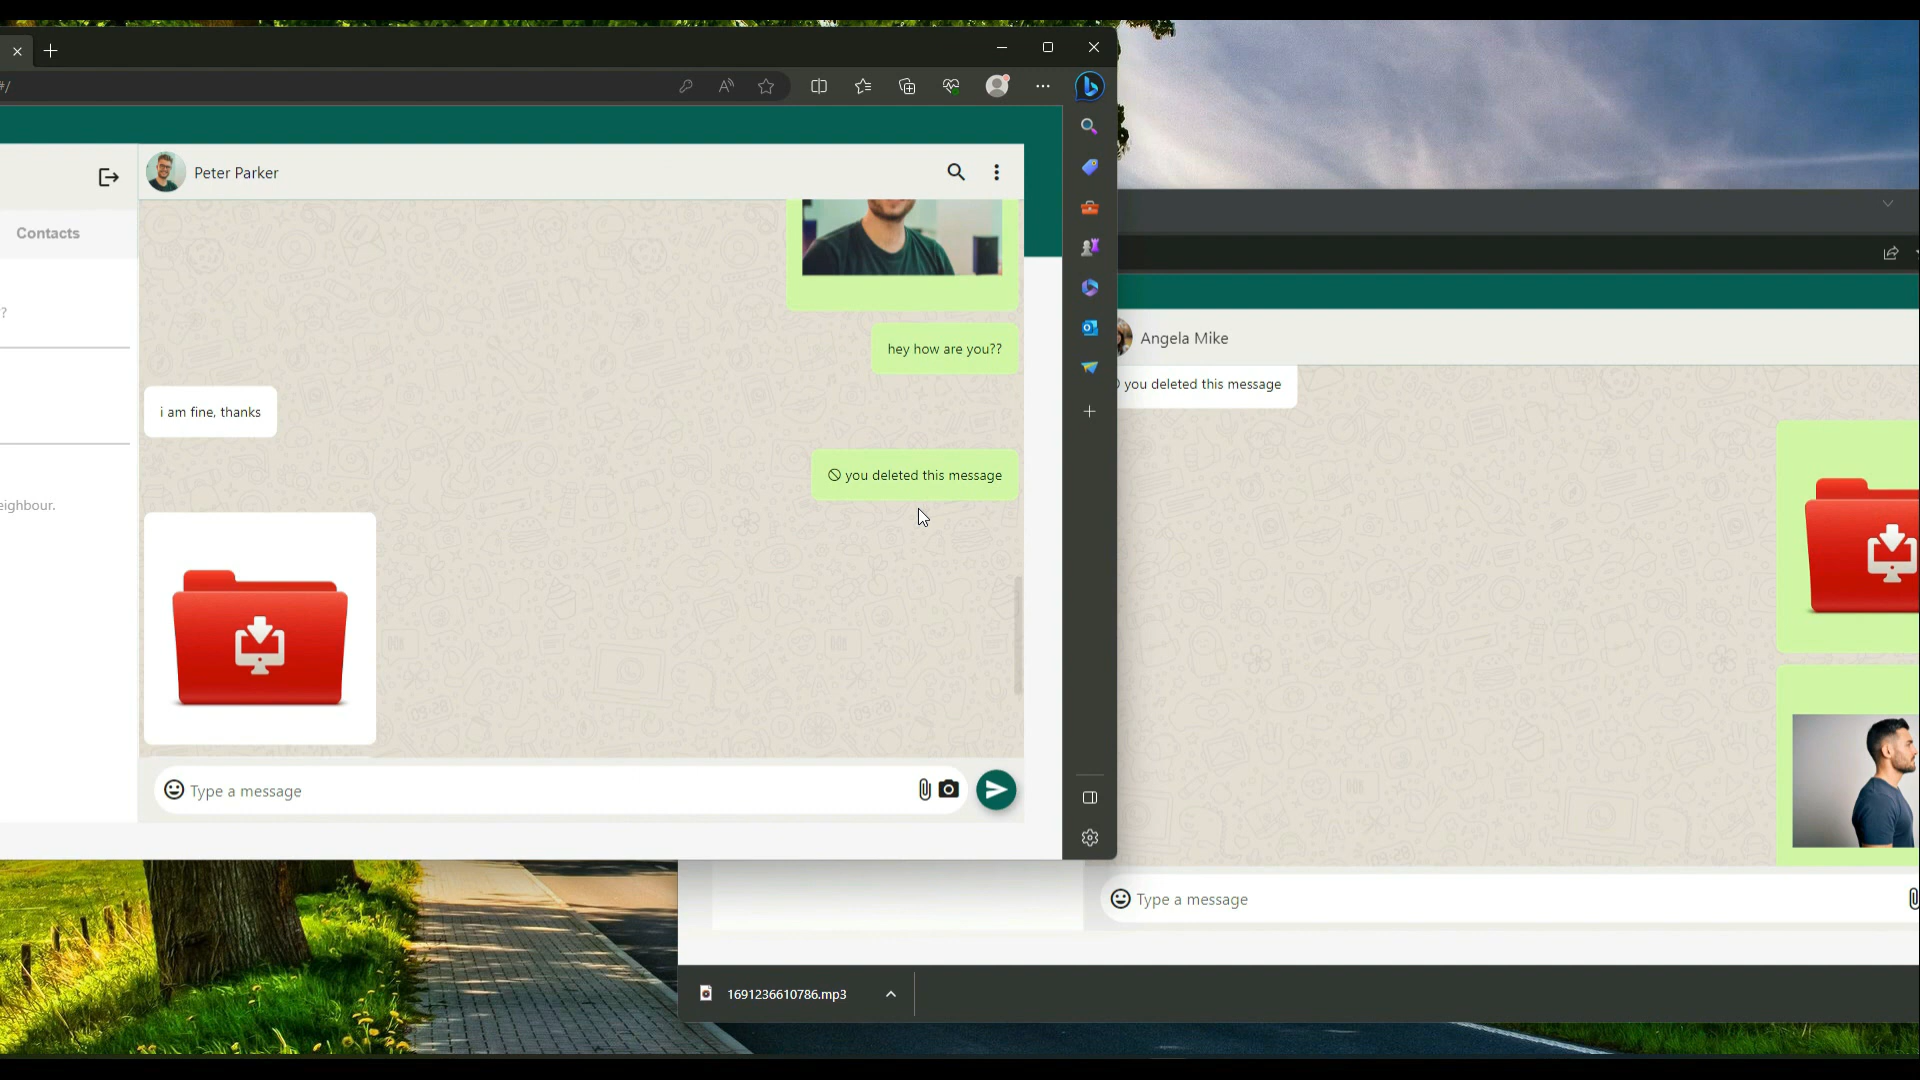 #/
Peter Parker
Contacts
?
hey how are you??
i am fine, thanks
you deleted this message
eighbour.
Type a message
Angela Mike
you deleted this message
Type a message
1691236610786.mp3